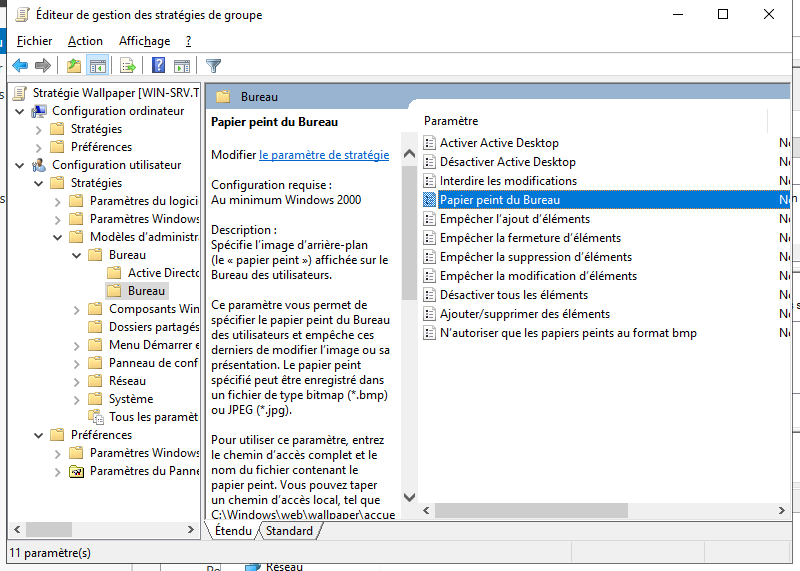 Éditeur de gestion des stratégies de groupe
Fichier Action Affichage ?
Stratégie Wallpaper [WIN-SRV.T
Configuration ordinateur
Stratégies
Préférences
Configuration utilisateur
Stratégies
Paramètres du logici
Paramètres Windows
Modèles d'administra
Bureau
Active Directo
Bureau
Composants Win
Dossiers partagés
Menu Démarrer e
Panneau de conf
Réseau
Système
Tous les paramèt
Préférences
Paramètres Windows
Paramètres du Panne
Bureau
Papier peint du Bureau
Modifier le paramètre de stratégie
Configuration requise :
Au minimum Windows 2000
Description :
Spécifie l'image d'arrière-plan
(le « papier peint ») affichée sur le
Bureau des utilisateurs.
Ce paramètre vous permet de
spécifier le papier peint du Bureau
des utilisateurs et empêche ces
derniers de modifier l'image ou sa
présentation. Le papier peint
spécifié peut être enregistré dans
un fichier de type bitmap (*.bmp)
ou JPEG (*.jpg).
Pour utiliser ce paramètre, entrez
le chemin d'accès complet et le
nom du fichier contenant le
papier peint. Vous pouvez taper
un chemin d'accès local, tel que
C:\Windows\web\wallpaper\accue
Paramètre
Activer Active Desktop
Désactiver Active Desktop
Interdire les modifications
Papier peint du Bureau
Empêcher l'ajout d'éléments
Empêcher la fermeture d'éléments
Empêcher la suppression d'éléments
Empêcher la modification d'éléments
Désactiver tous les éléments
Ajouter/supprimer des éléments
N'autoriser que les papiers peints au format bmp
Étendu Standard
11 paramètre(s)
Réseau